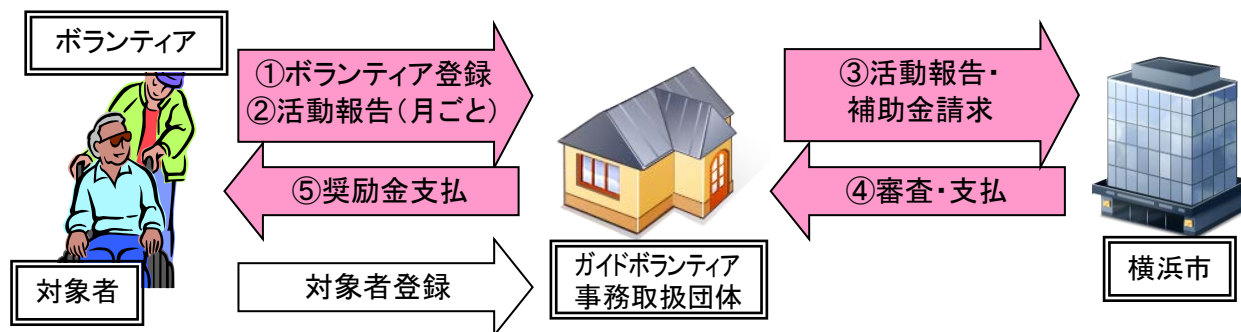 ボランティア
①ボランティア登録
②活動報告(月ごと)
③活動報告・
補助金請求
⑤奨励金支払
④審査・支払
対象者
対象者登録
ガイドボランティア
事務取扱団体
横浜市